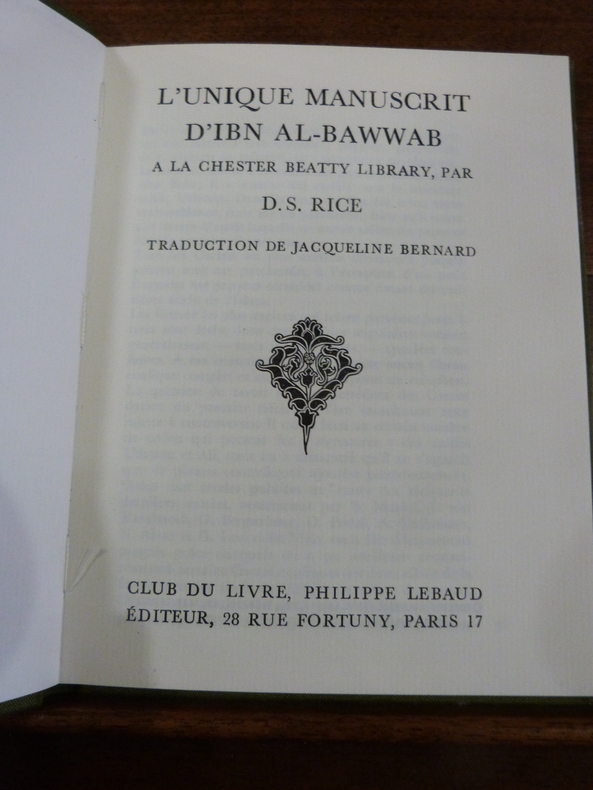 L'UNIQUE MANUSCRIT
D'IBN AL-BAWWAB
A LA CHESTER BEATTY LIBRARY, PAR
D. S. RICE
TRADUCTION DE JACQUELINE BERNARD
CLUB DU LIVRE, PHILIPPE LEBAUD
ÉDITEUR, 28 RUE FORTUNY, PARIS 17